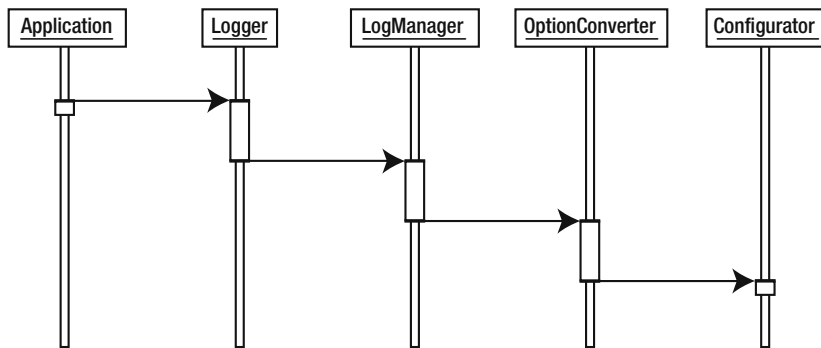 Application
Logger
LogManager
OptionConverter
Configurator